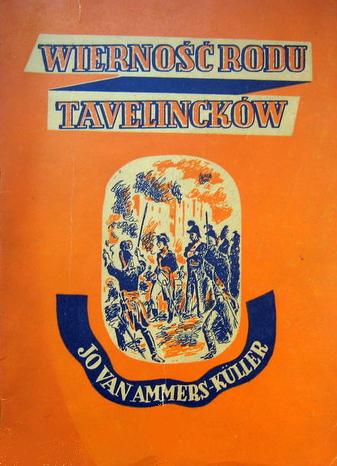 WIERNOŚĆ RODU
TAVELINCKÓW
JO VAN AMMERS-KÜLLER